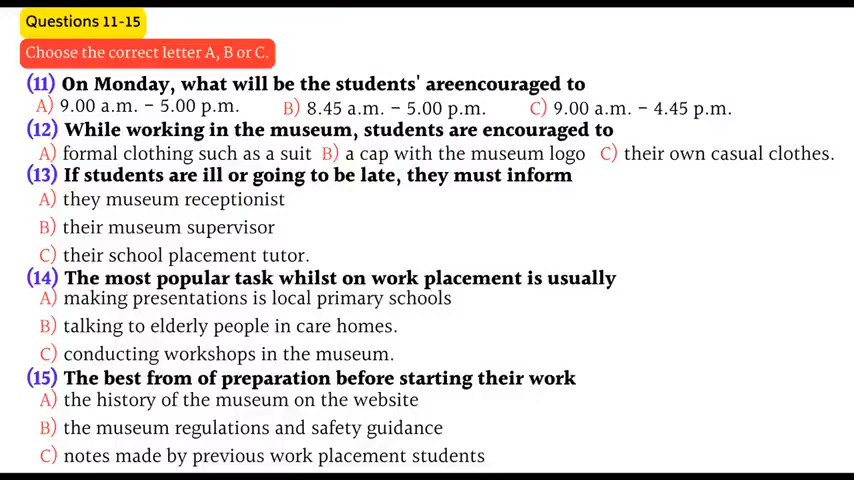 Questions 11-15
Choose the correct letter A, B or C.
(11) On Monday, what will be the students' areencouraged to
A) 9.00 a.m. – 5.00 p.m. B) 8.45 a.m. – 5.00 p.m. C) 9.00 a.m. – 4.45 p.m.
(12) While working in the museum, students are encouraged to
A) formal clothing such as a suit B) a cap with the museum logo C) their own casual clothes.
(13) If students are ill or going to be late, they must inform
A) they museum receptionist
B) their museum supervisor
C) their school placement tutor.
(14) The most popular task whilst on work placement is usually
A) making presentations is local primary schools
B) talking to elderly people in care homes.
C) conducting workshops in the museum.
(15) The best from of preparation before starting their work
A) the history of the museum on the website
B) the museum regulations and safety guidance
C) notes made by previous work placement students